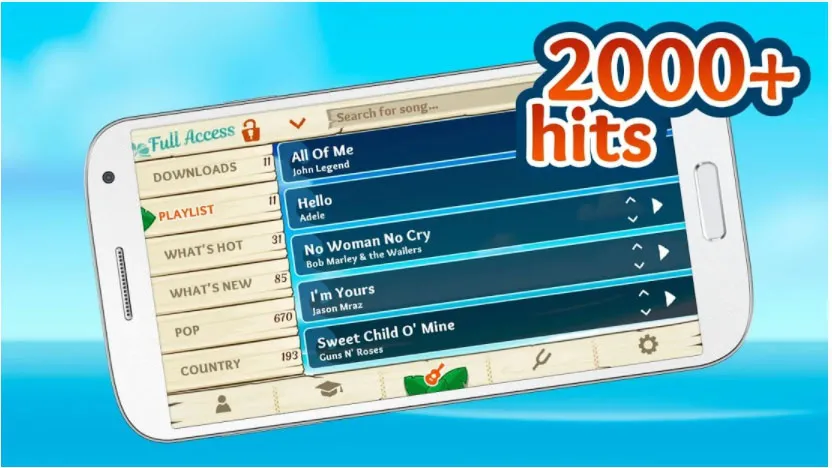 2000+
hits
Full Access
Search for song...
DOWNLOADS 11
PLAYLIST 11
WHAT'S HOT 31
WHAT'S NEW 85
POP 670
COUNTRY 193
All Of Me
John Legend
Hello
Adele
No Woman No Cry
Bob Marley & the Wailers
I'm Yours
Jason Mraz
Sweet Child O' Mine
Guns N' Roses